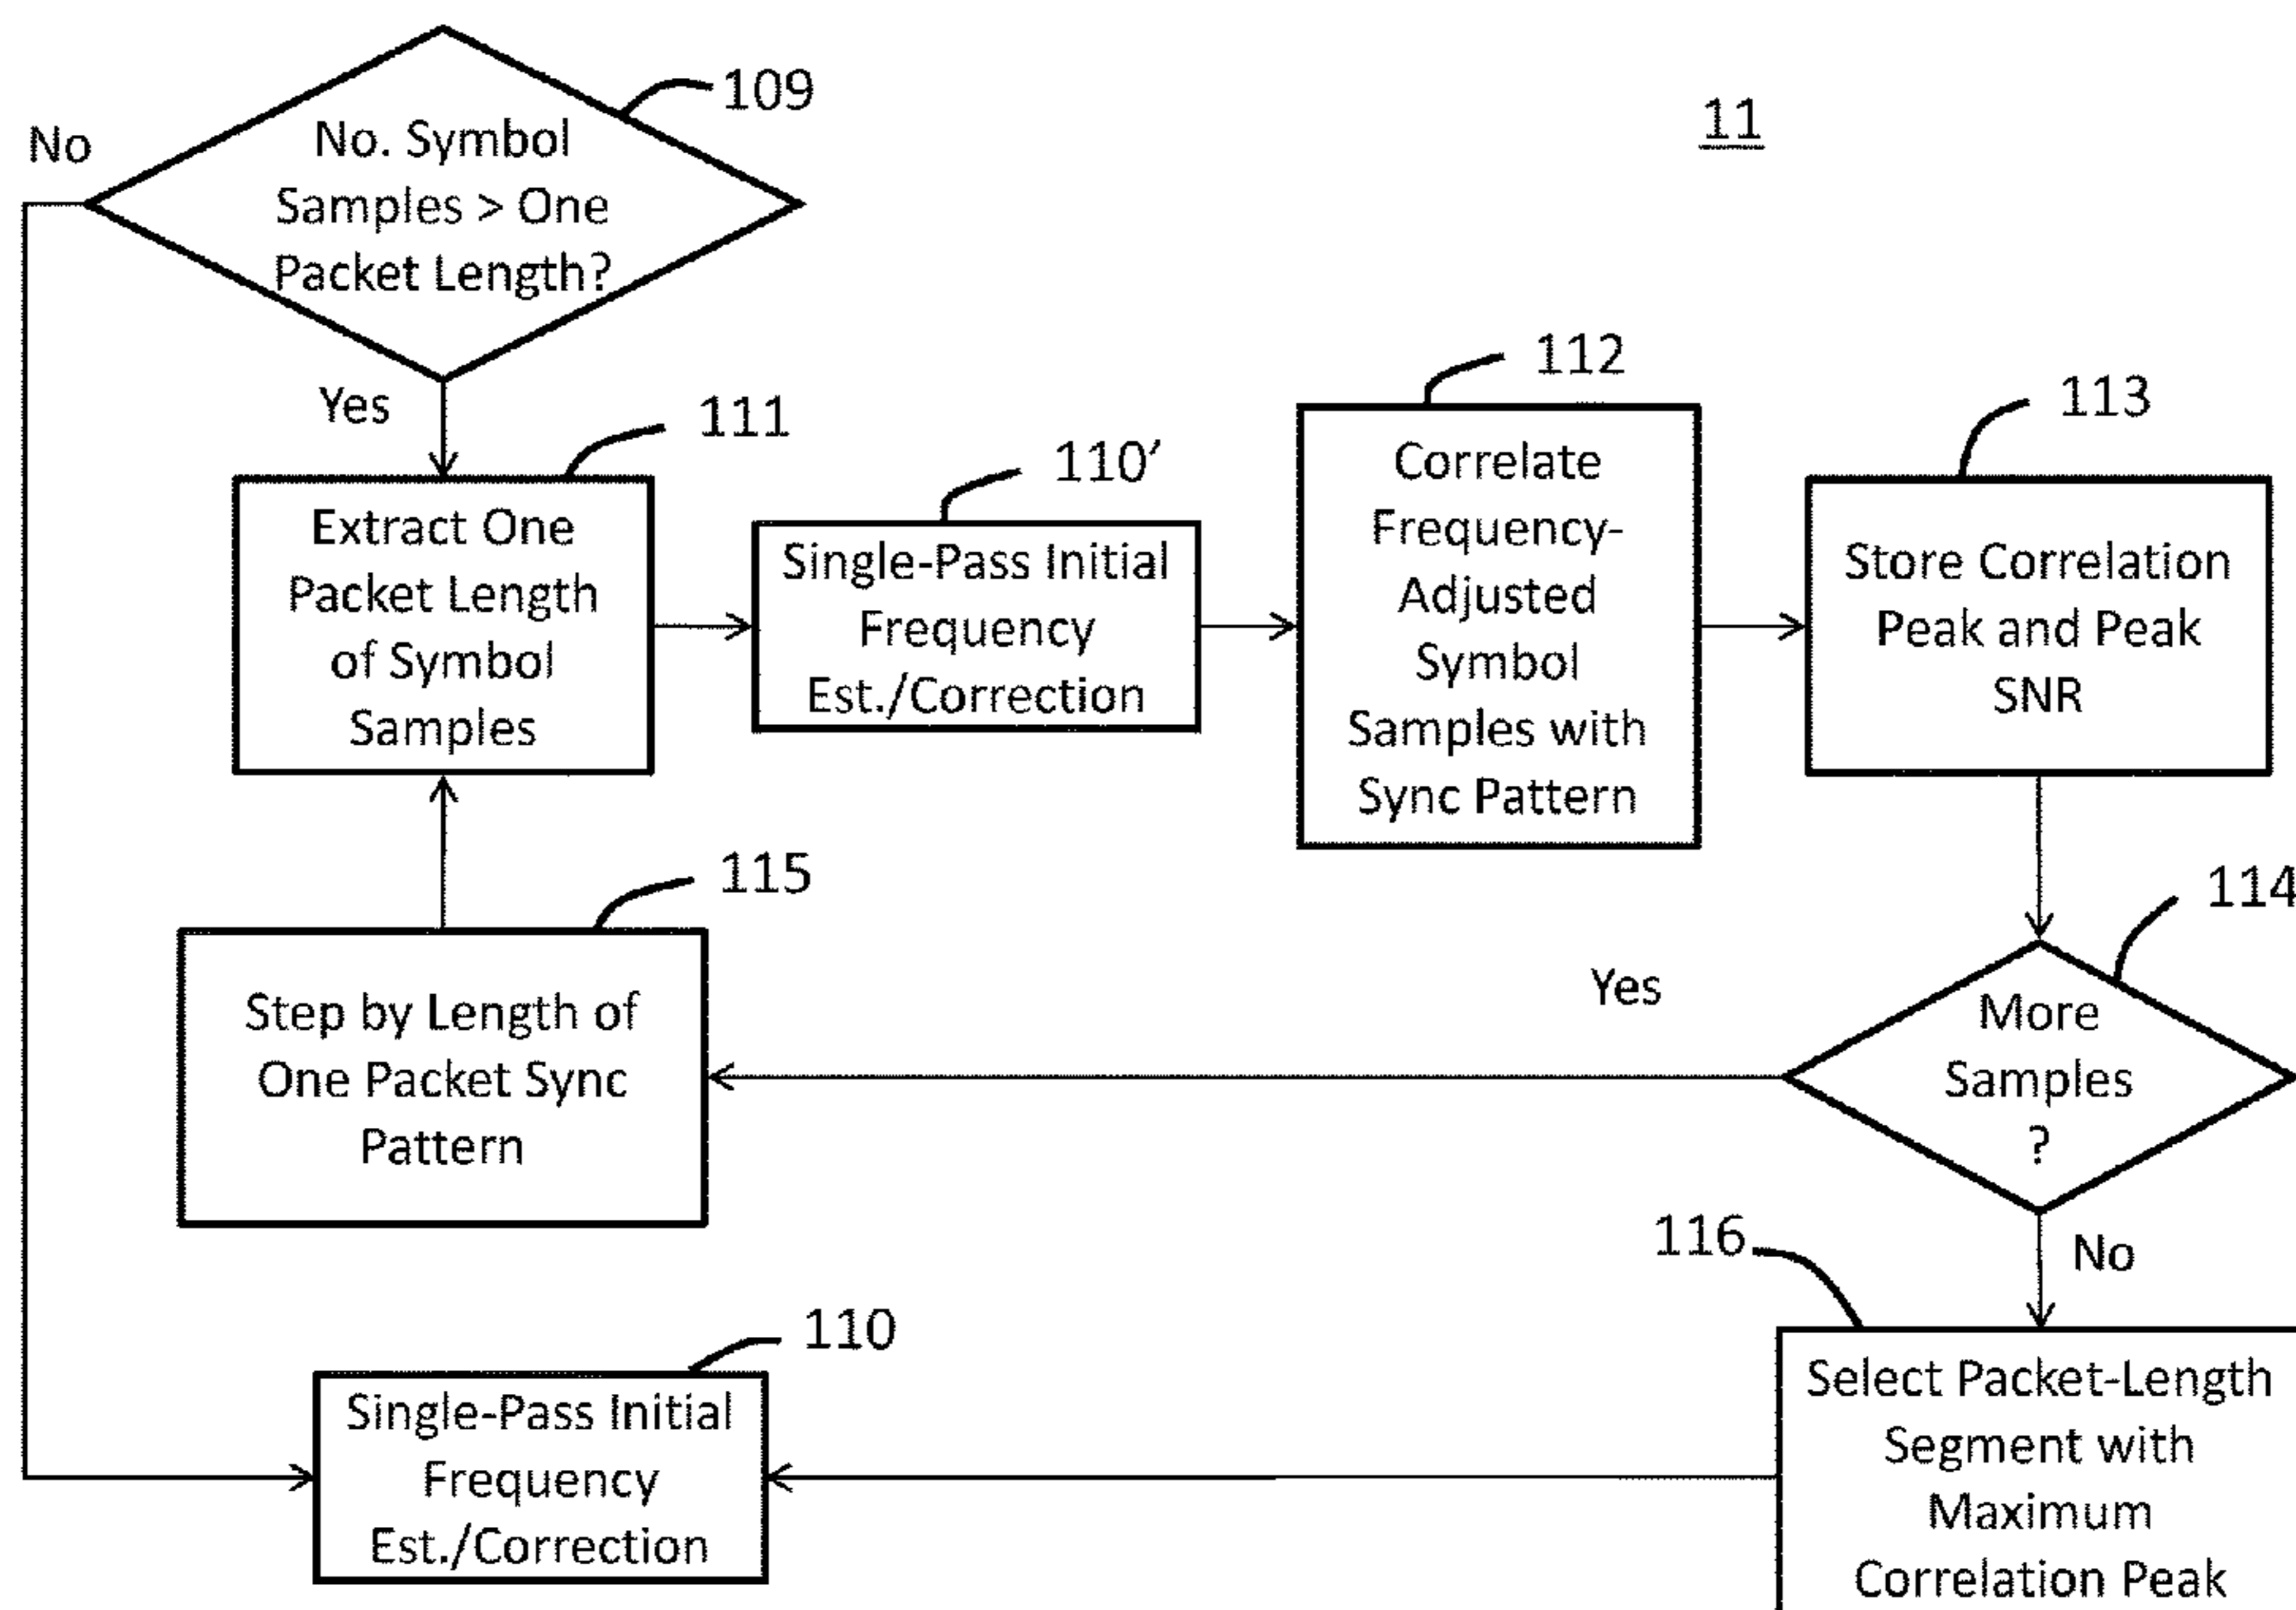 109
11
No
No. Symbol
Samples > One
Packet Length?
Yes
111
Extract One
Packet Length
of Symbol
Samples
110’
Single-Pass Initial
Frequency
Est./Correction
112
Correlate
Frequency-
Adjusted
Symbol
Samples with
Sync Pattern
113
Store Correlation
Peak and Peak
SNR
114
More
Samples
?
Yes
115
Step by Length of
One Packet Sync
Pattern
No
116
Select Packet-Length
Segment with
Maximum
Correlation Peak
110
Single-Pass Initial
Frequency
Est./Correction